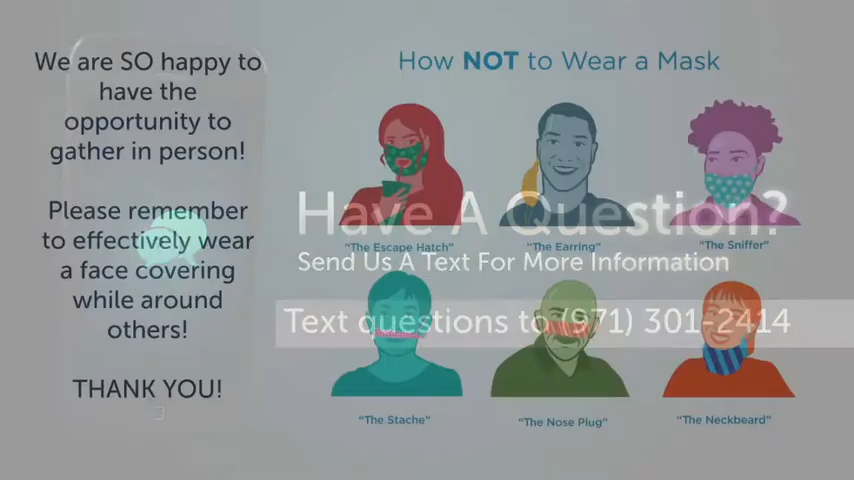 We are SO happy to
have the
opportunity to
gather in person!
Please remember
to effectively wear
a face covering
while around
others!
THANK YOU!
How NOT to Wear a Mask
"The Escape Hatch"
"The Earring"
"The Sniffer"
Have A Question?
Send Us A Text For More Information
Text questions to (971) 301-2414
"The Stache"
"The Nose Plug"
"The Neckbeard"